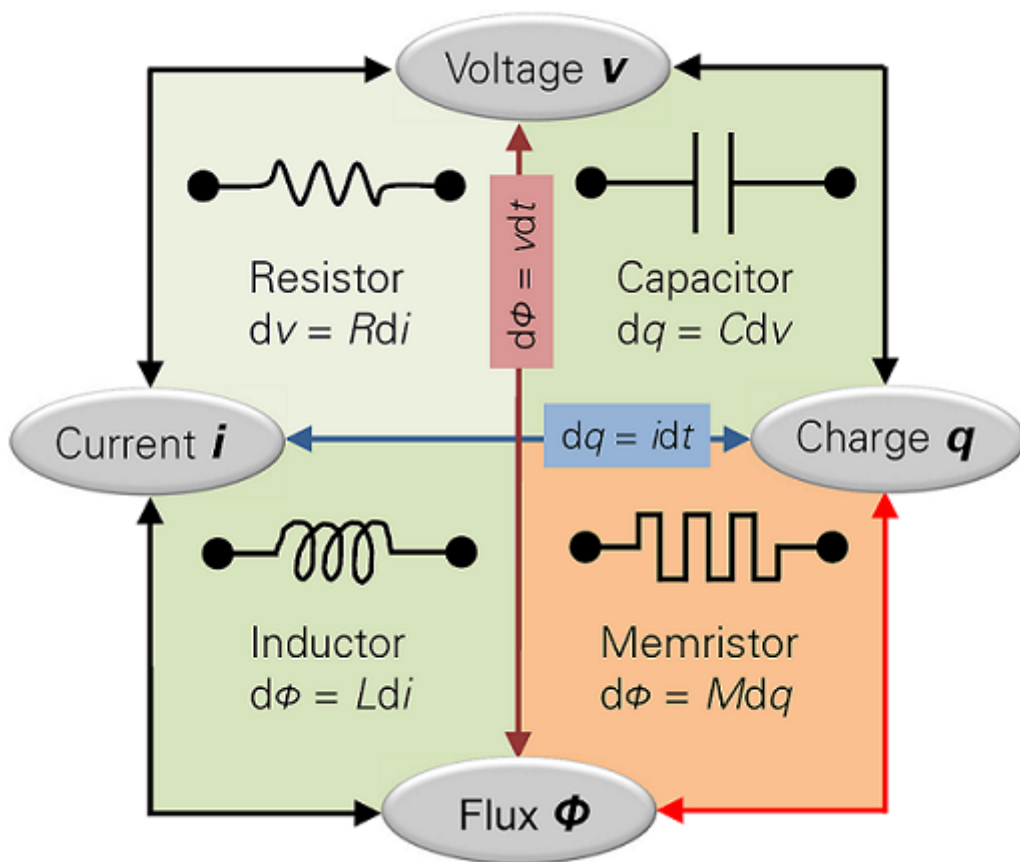 Voltage v
Resistor
dv = Rdi
dΦ = vdt
Capacitor
dq = Cdv
Current i
dq = idt
Charge q
Inductor
dΦ = Ldi
Memristor
dΦ = Mdq
Flux Φ